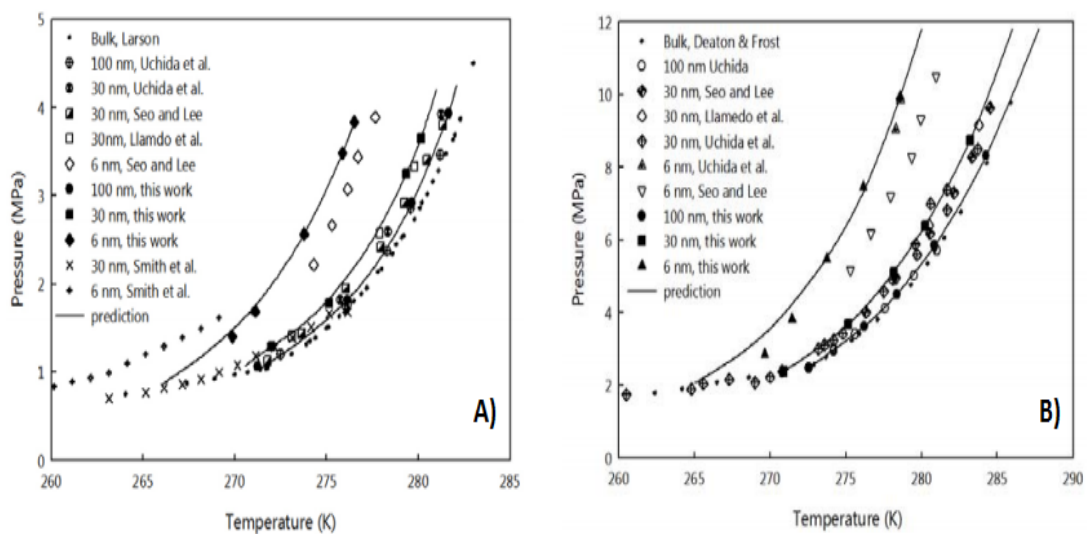 5
4
3
2
1
0
Pressure (MPa)
Bulk, Larson
100 nm, Uchida et al.
30 nm, Uchida et al.
30 nm, Seo and Lee
30nm, Llamdo et al.
6 nm, Seo and Lee
100 nm, this work
30 nm, this work
6 nm, this work
30 nm, Smith et al.
6 nm, Smith et al.
prediction
A)
260 265 270 275 280 285
Temperature (K)
12
10
8
6
4
2
0
Pressure (MPa)
Bulk, Deaton & Frost
100 nm Uchida
30 nm, Seo and Lee
30 nm, Llamedo et al.
30 nm, Uchida et al.
6 nm, Uchida et al.
6 nm, Seo and Lee
100 nm, this work
30 nm, this work
6 nm, this work
prediction
B)
260 265 270 275 280 285 290
Temperature (K)